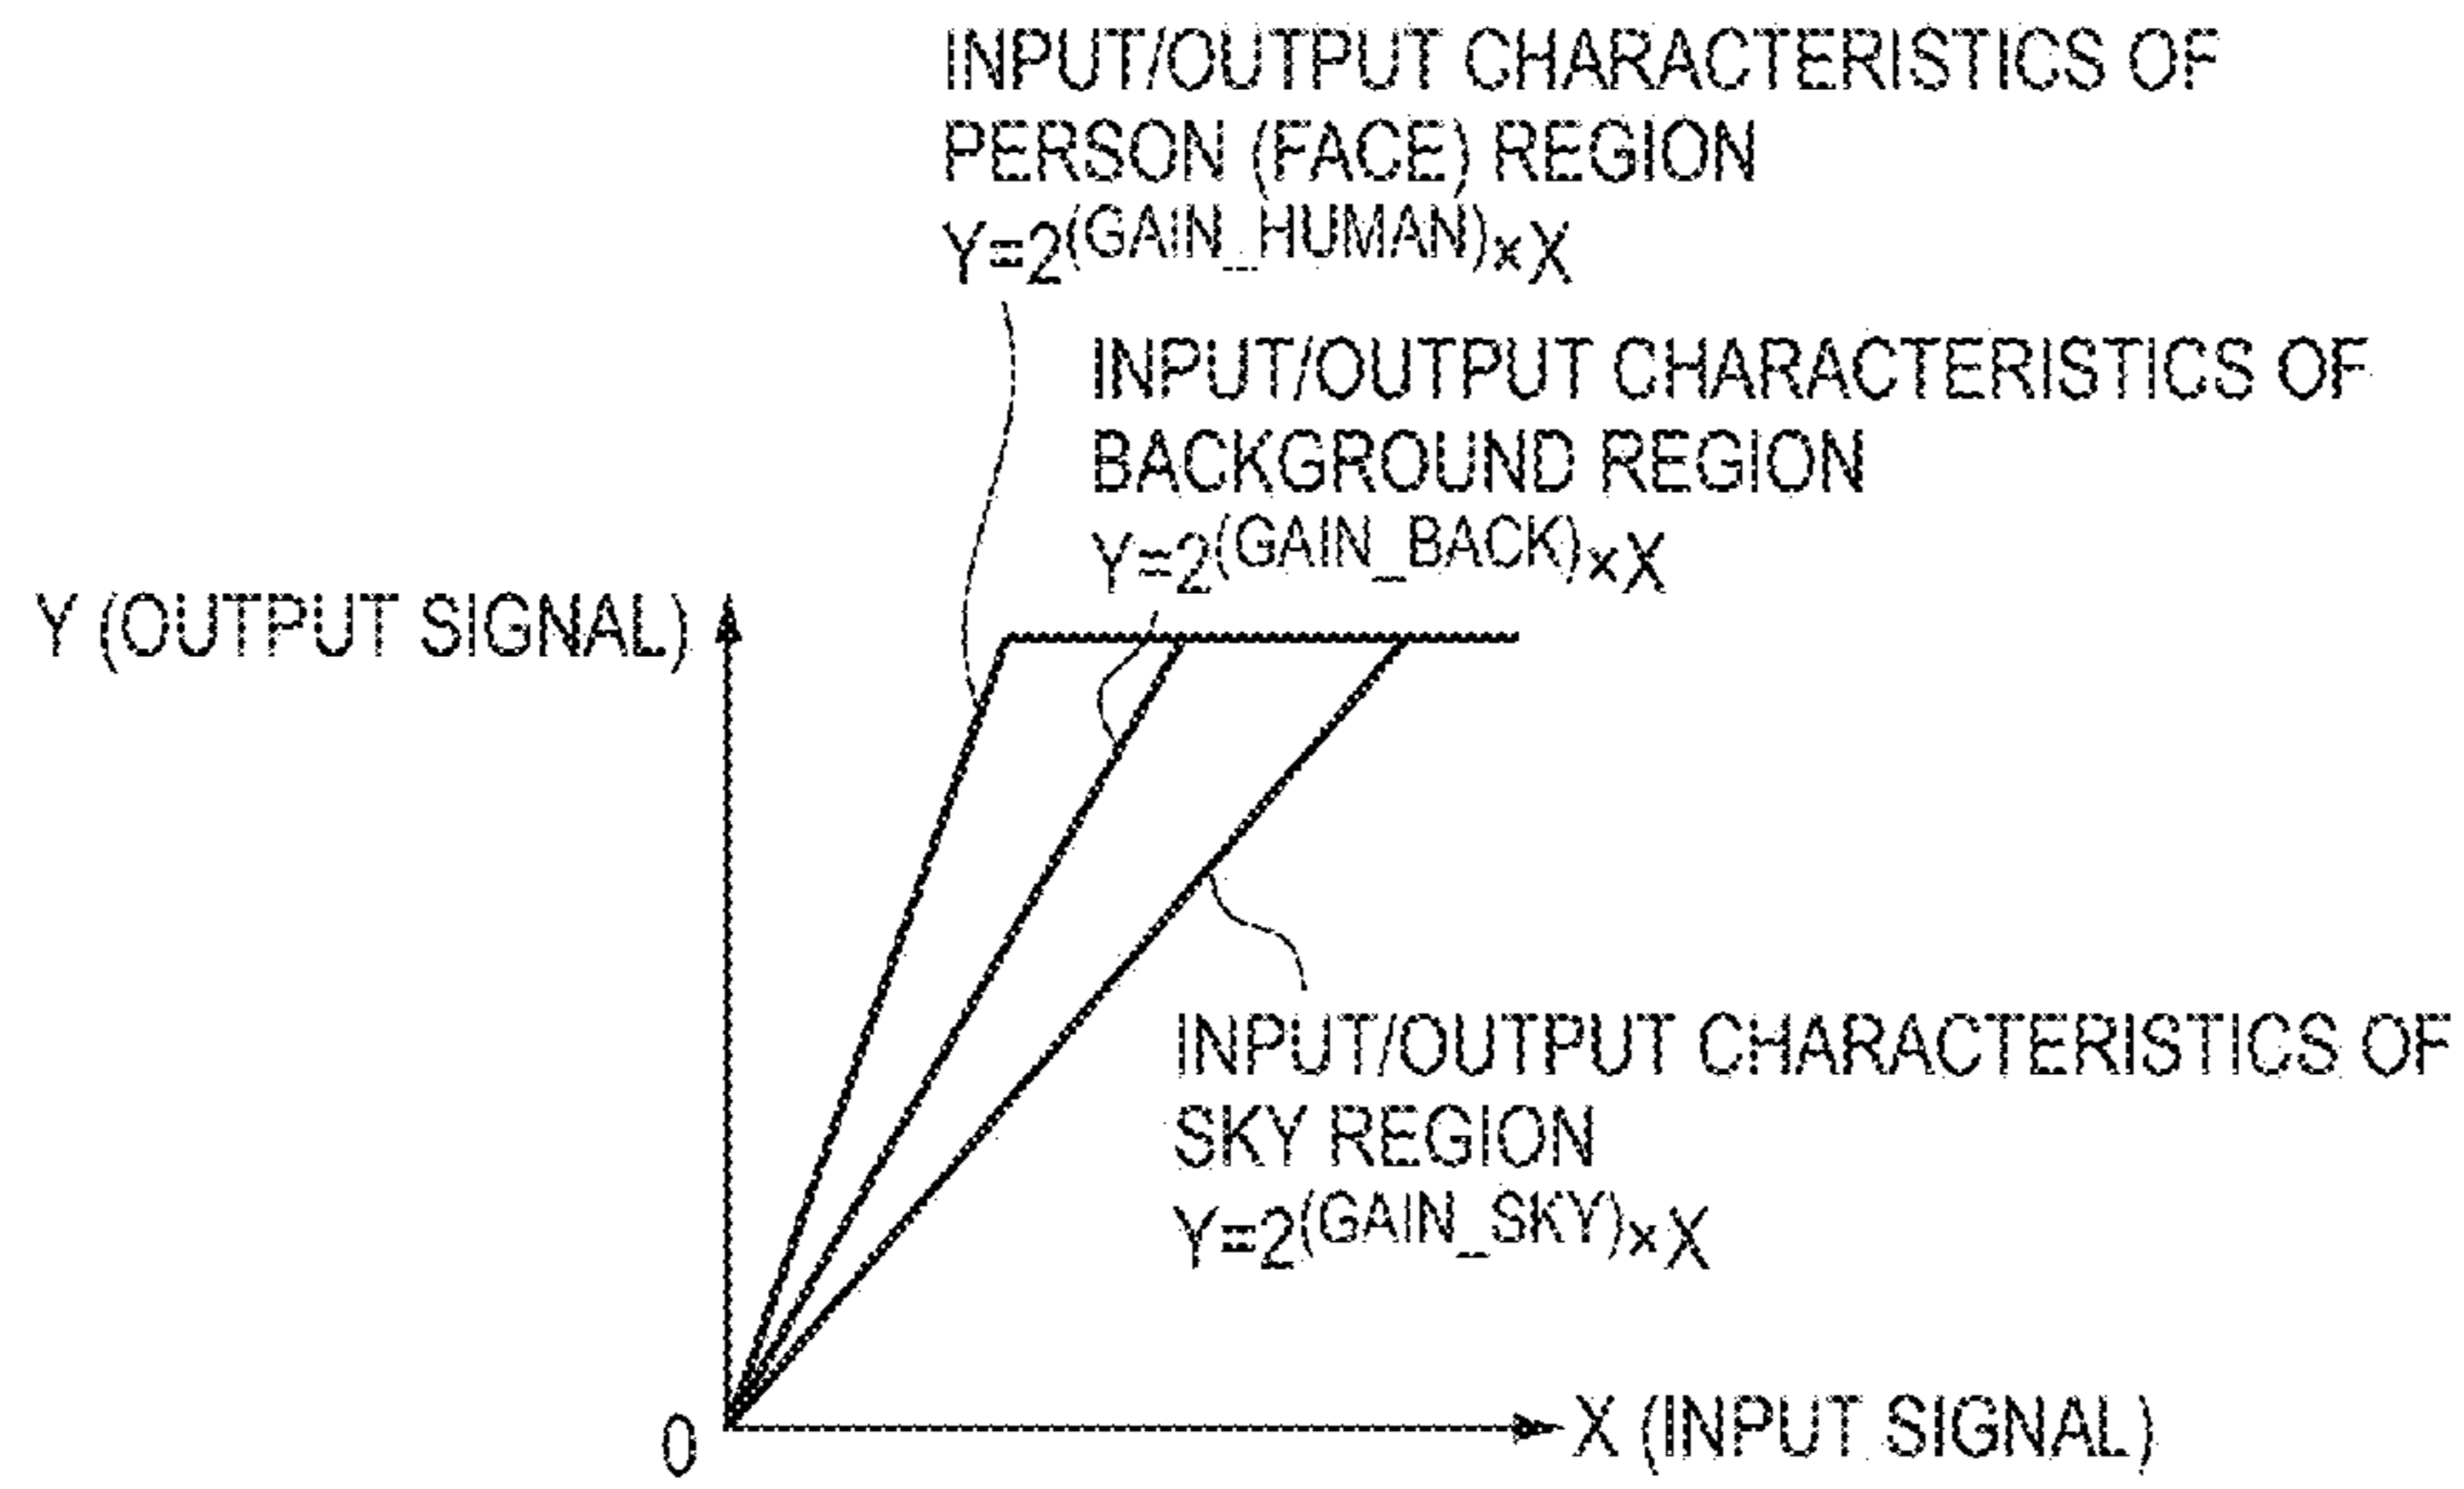 INPUT/OUTPUT CHARACTERISTICS OF
PERSON (FACE) REGION
Y=2(GAIN_HUMAN)×X
INPUT/OUTPUT CHARACTERISTICS OF
BACKGROUND REGION
Y=2(GAIN_BACK)×X
Y (OUTPUT SIGNAL)
INPUT/OUTPUT CHARACTERISTICS OF
SKY REGION
Y=2(GAIN_SKY)×X
0
X (INPUT SIGNAL)